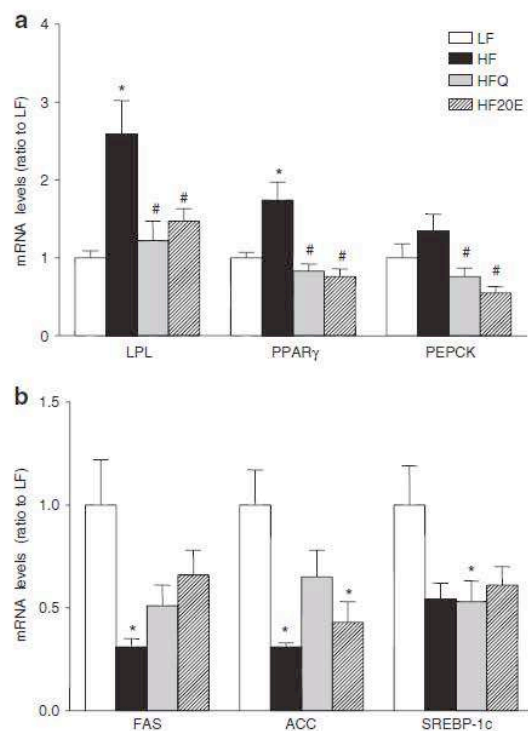 a
mRNA levels (ratio to LF)
4
3
2
1
0
LF
HF
HFQ
HF20E
*
#
#
*
#
#
#
#
LPL
PPARγ
PEPCK
b
mRNA levels (ratio to LF)
1.5
1.0
0.5
0.0
*
*
*
*
FAS
ACC
SREBP-1c